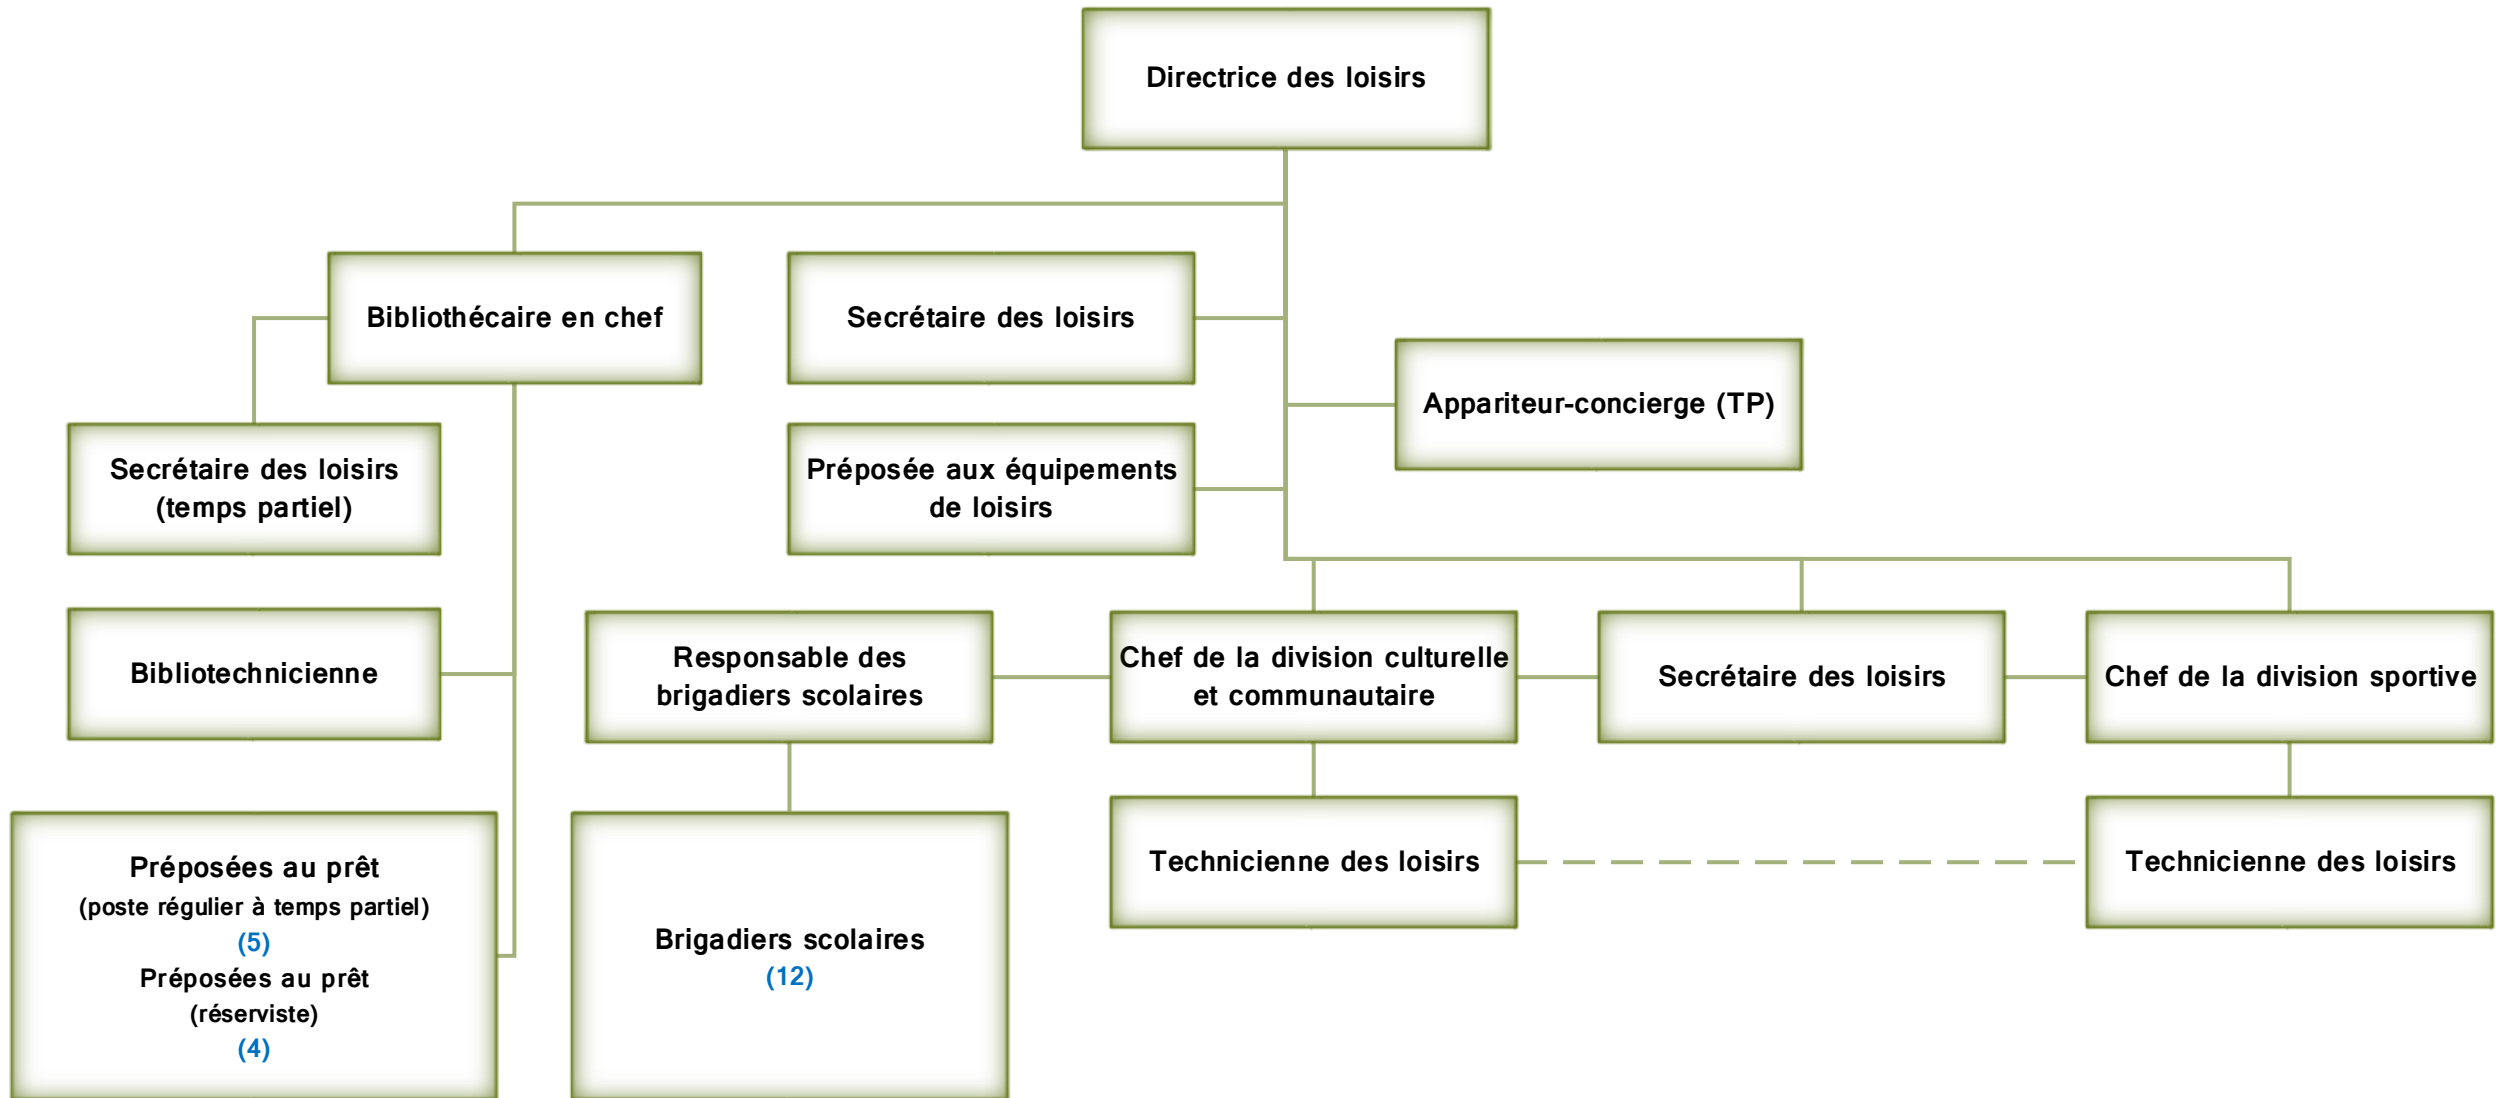 Directrice des loisirs
Bibliothécaire en chef
Secrétaire des loisirs
Appariteur-concierge (TP)
Secrétaire des loisirs
(temps partiel)
Préposée aux équipements
de loisirs
Bibliotechnicienne
Responsable des
brigadiers scolaires
Chef de la division culturelle
et communautaire
Secrétaire des loisirs
Chef de la division sportive
Préposées au prêt
(poste régulier à temps partiel)
(5)
Préposées au prêt
(réserviste)
(4)
Brigadiers scolaires
(12)
Technicienne des loisirs
Technicienne des loisirs